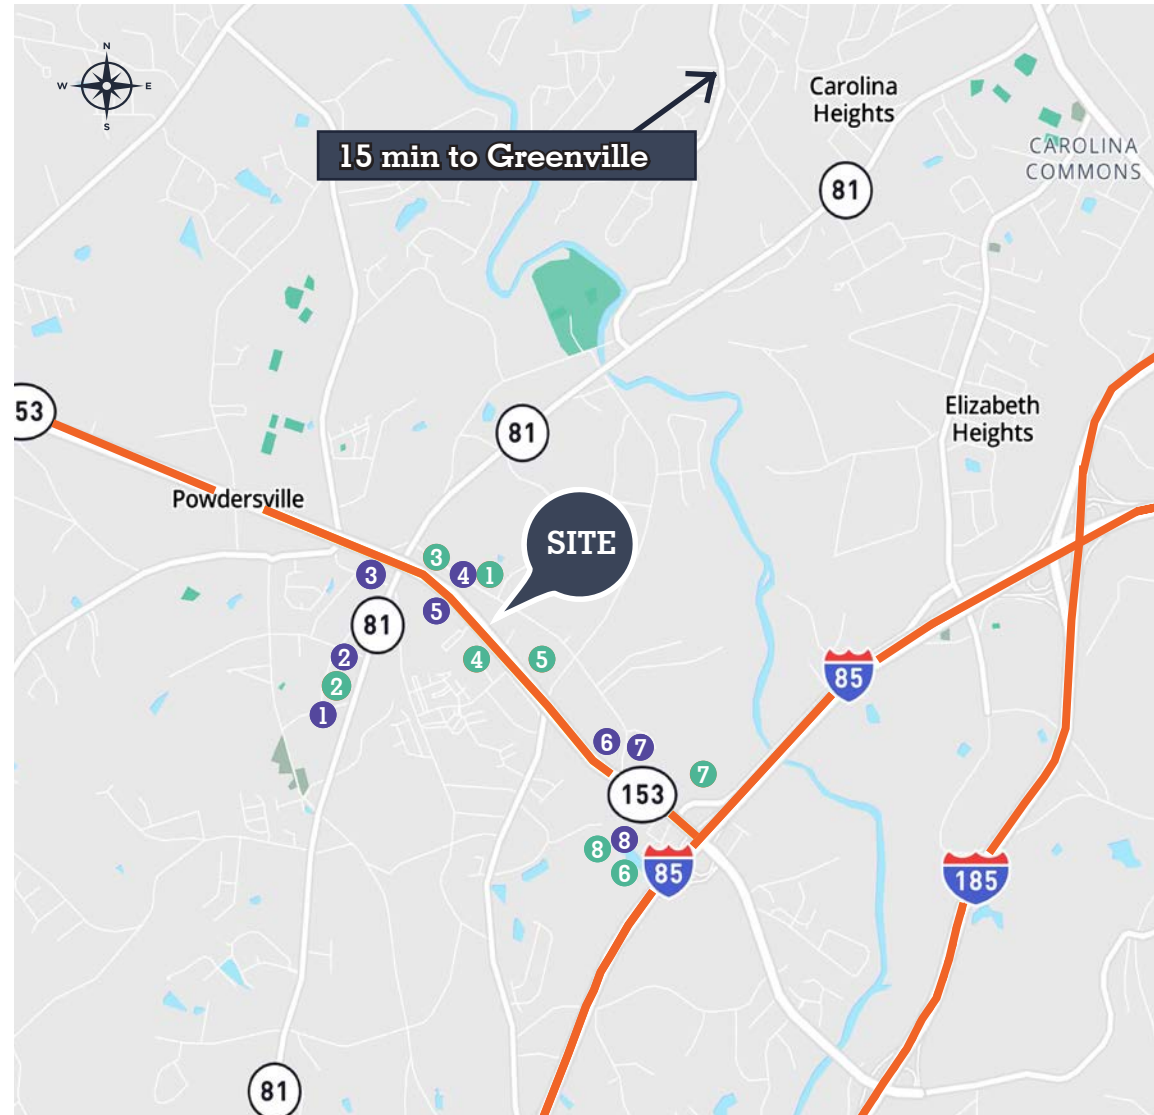 N
W
E
S
15 min to Greenville
Carolina
Heights
CAROLINA
COMMONS
81
53
81
Elizabeth
Heights
Powdersville
SITE
3
4
1
3
5
81
2
4
5
2
1
85
6
7
7
153
8
8
6
85
185
81